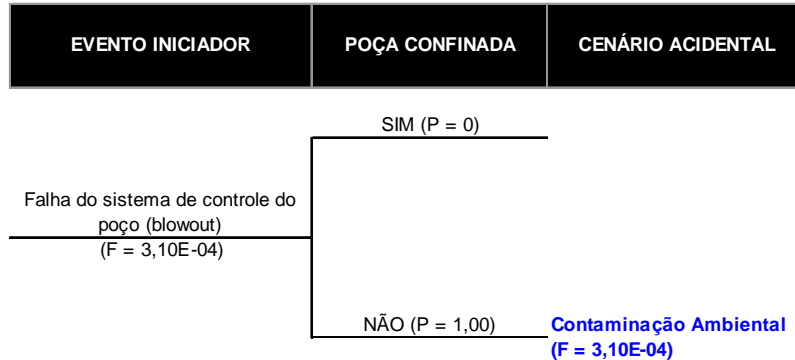 EVENTO INICIADOR
POÇA CONFINADA
CENÁRIO ACIDENTAL
SIM (P = 0)
Falha do sistema de controle do
poço (blowout)
(F = 3,10E-04)
NÃO (P = 1,00)
Contaminação Ambiental
(F = 3,10E-04)